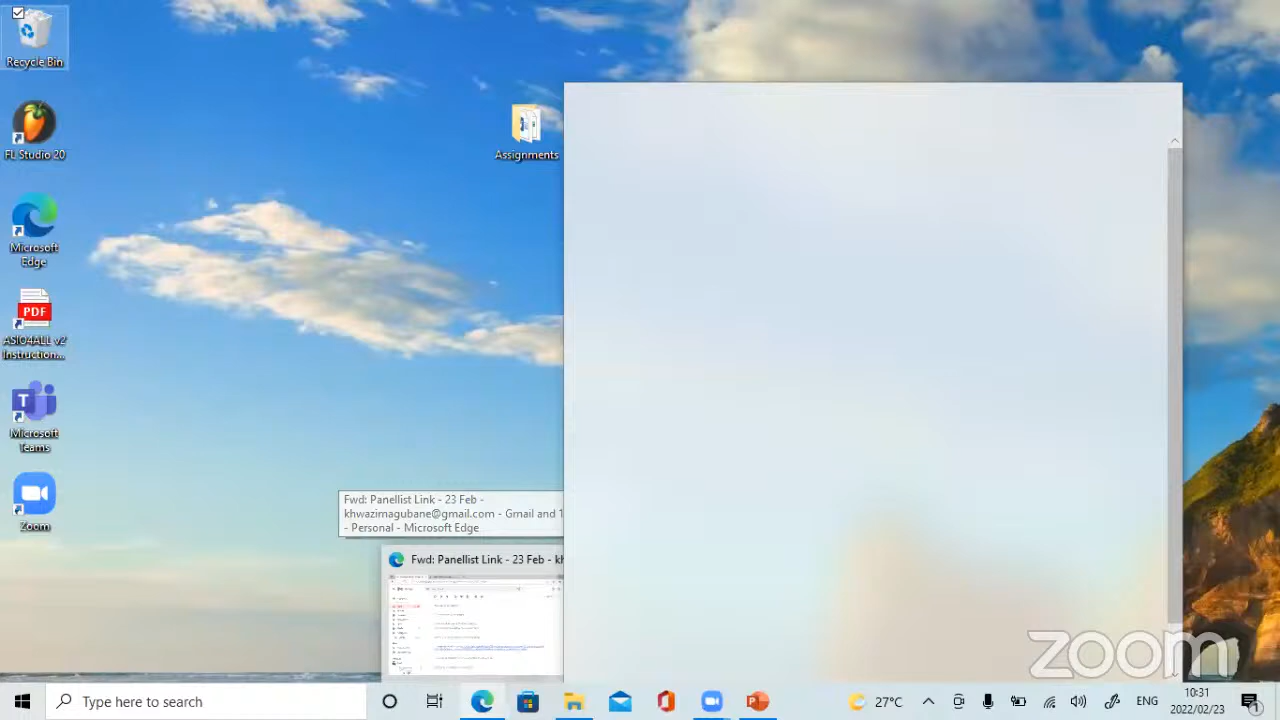 Recycle Bin
FL Studio 20
Microsoft
Edge
PDF
ASIO4ALL v2
Instruction...
Microsoft
Teams
Zoom
Assignments
Fwd: Panellist Link - 23 Feb -
khwazimagubane@gmail.com - Gmail and 1
- Personal - Microsoft Edge
Fwd: Panellist Link - 23 Feb - kh
zoom
Type here to search
27°C
ENG
10:31
2022/02/23
1